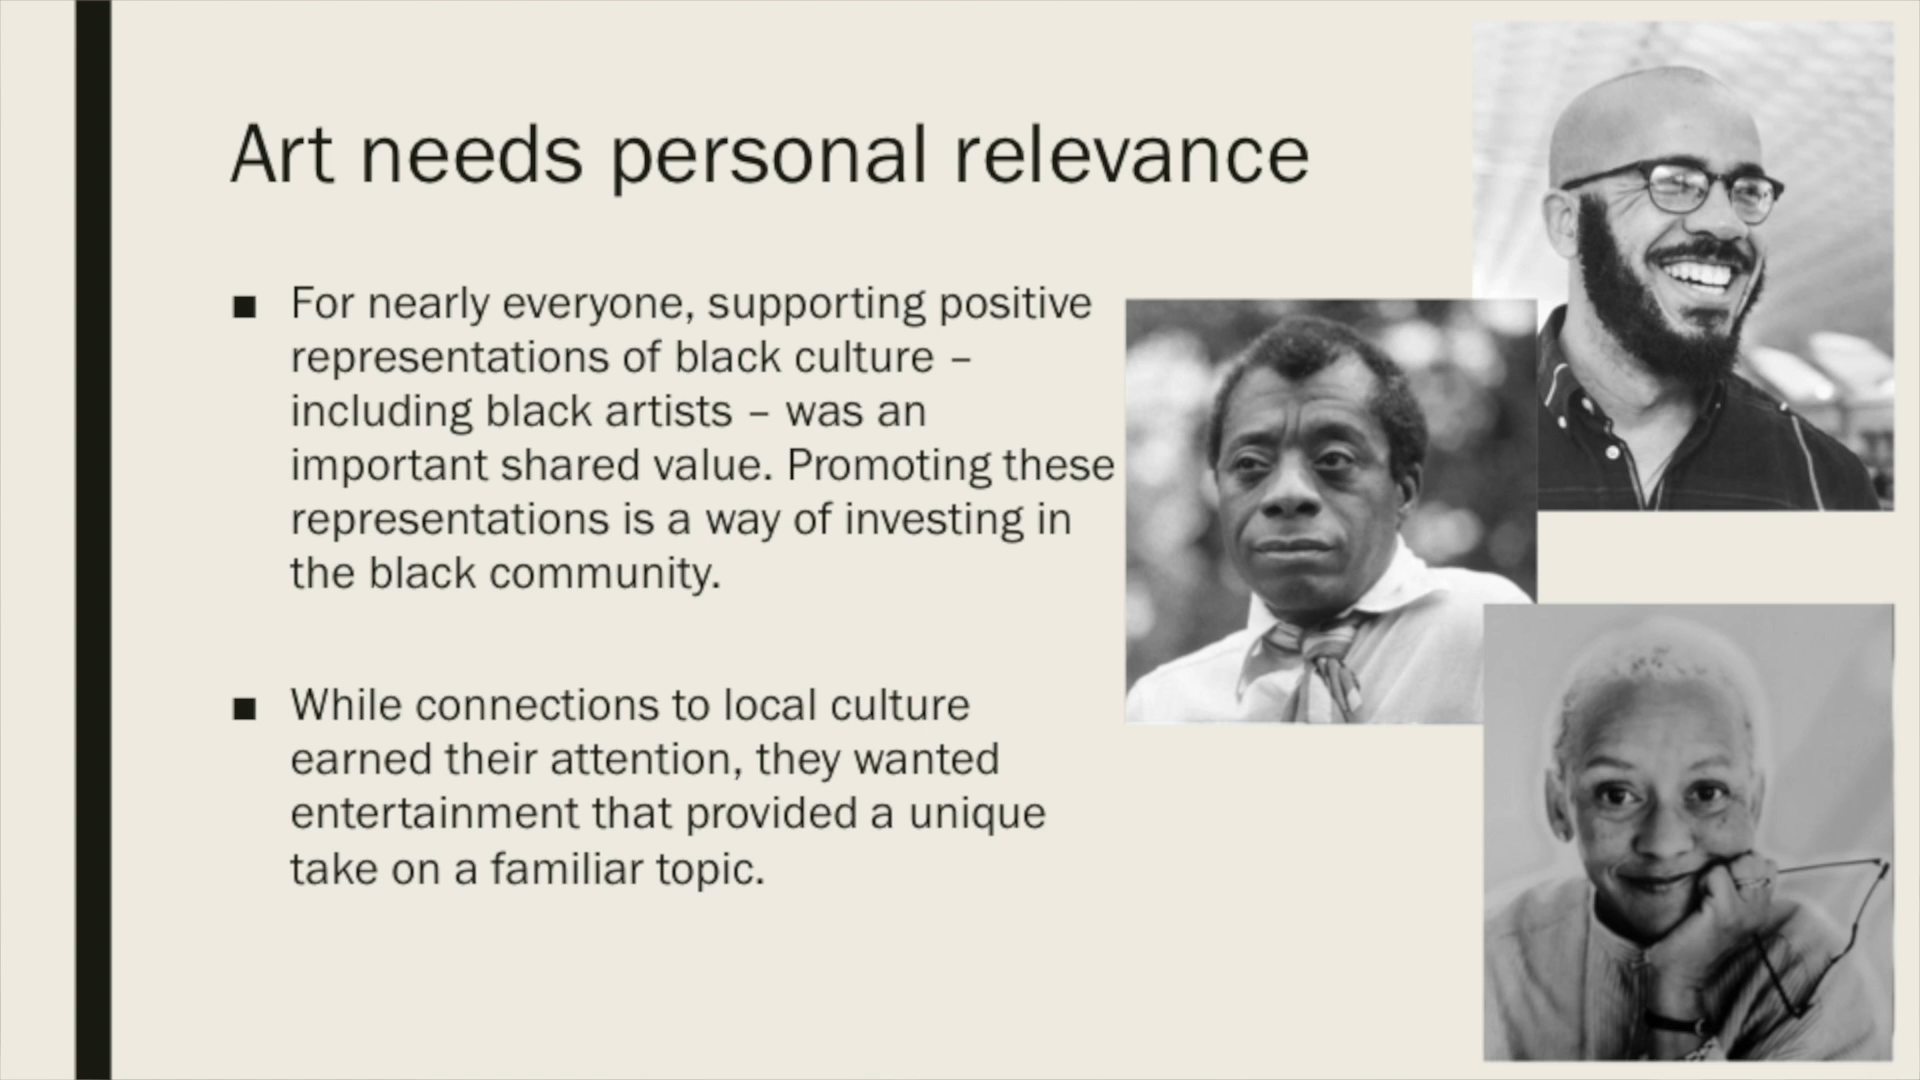 Art needs personal relevance
■ For nearly everyone, supporting positive
representations of black culture –
including black artists – was an
important shared value. Promoting these
representations is a way of investing in
the black community.
■ While connections to local culture
earned their attention, they wanted
entertainment that provided a unique
take on a familiar topic.